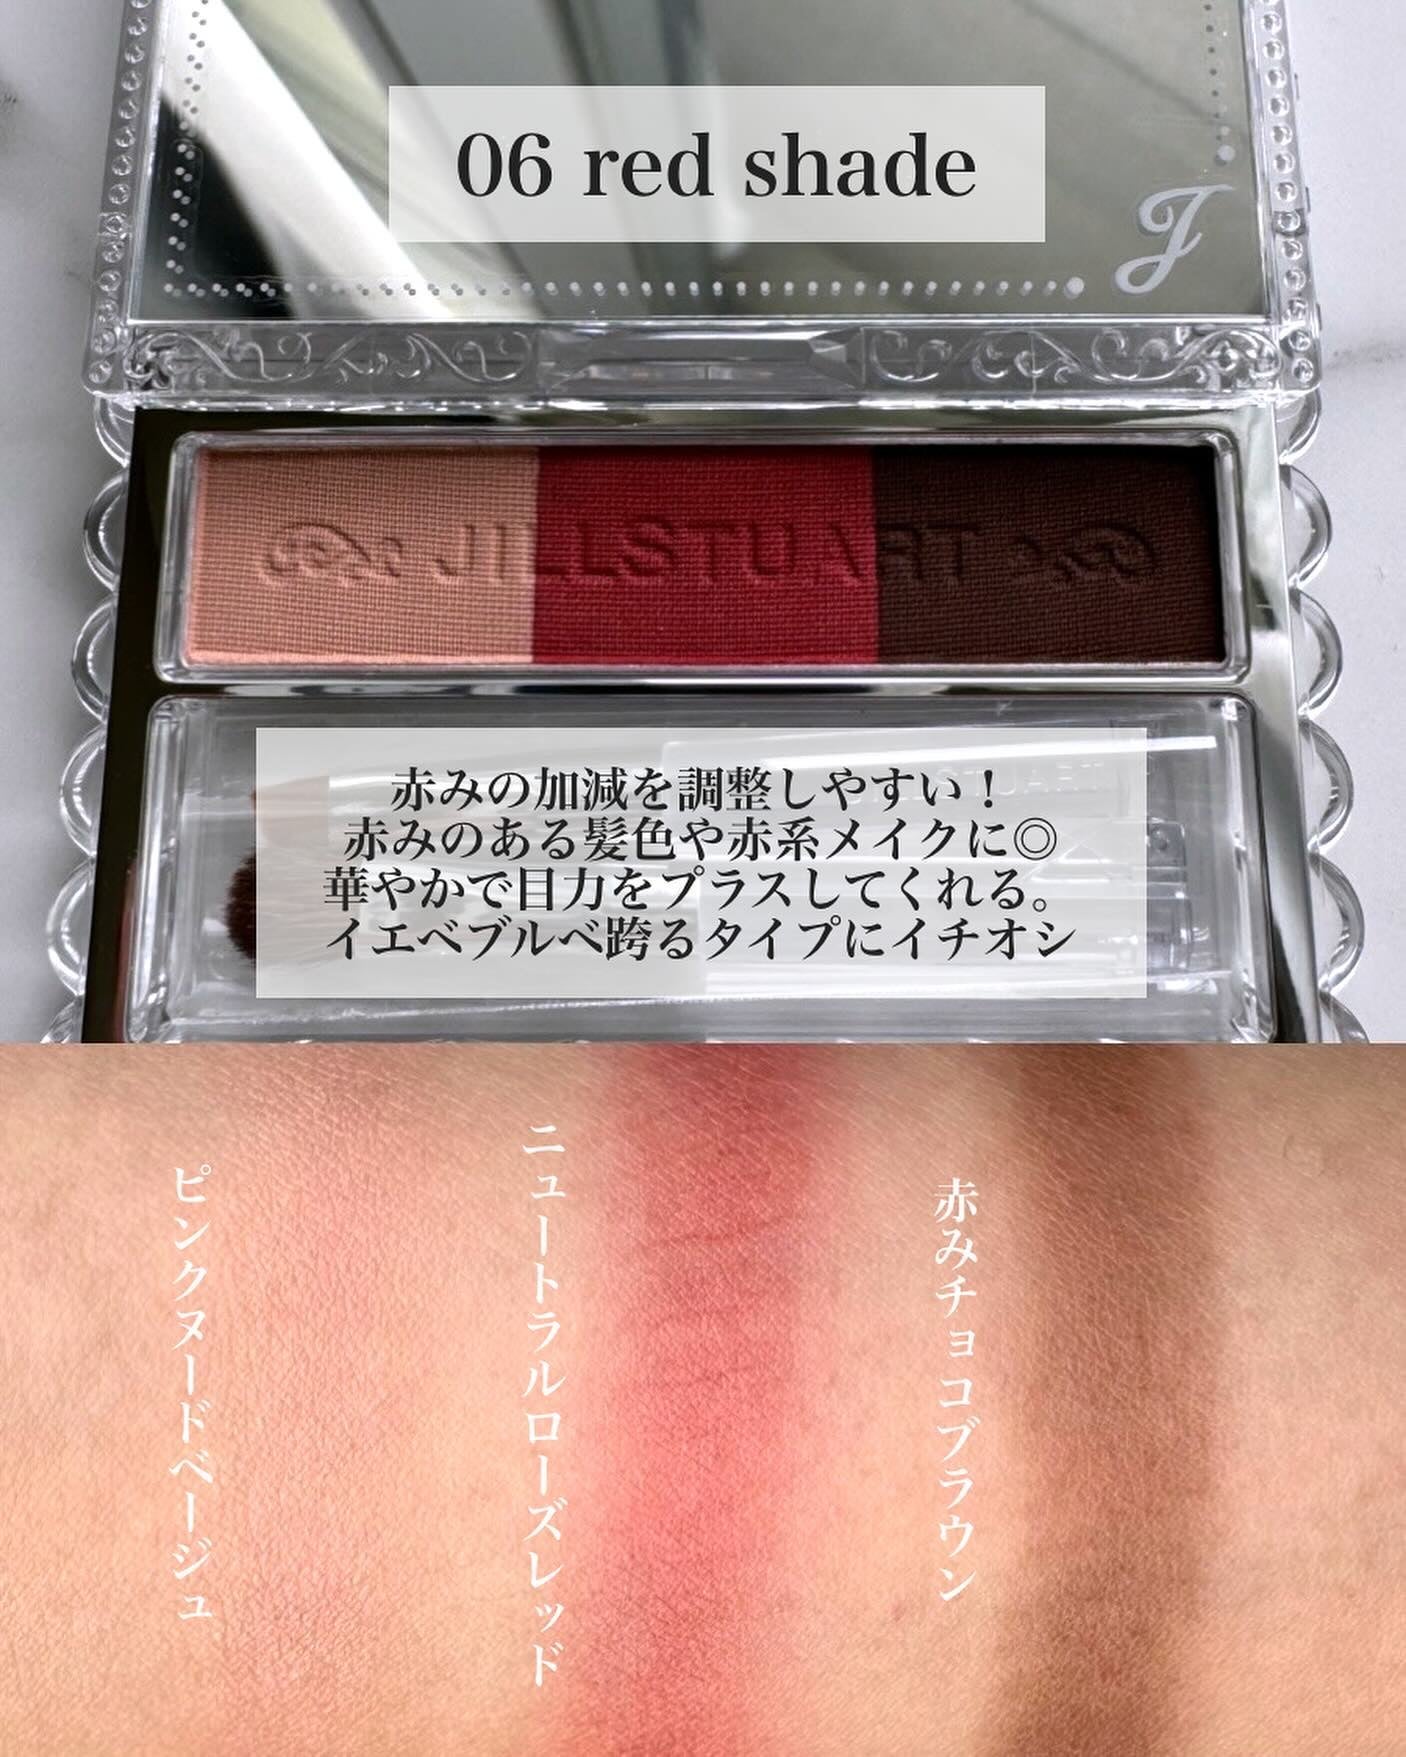 06 red shade
J
JILLSTUART
赤みの加減を調整しやすい！
赤みのある髪色や赤系メイクに◎
華やかで目力をプラスしてくれる。
イエベブルベ跨るタイプにイチオシ
ピンクヌードベージュ
ニュートラルローズレッド
赤みチョコブラウン